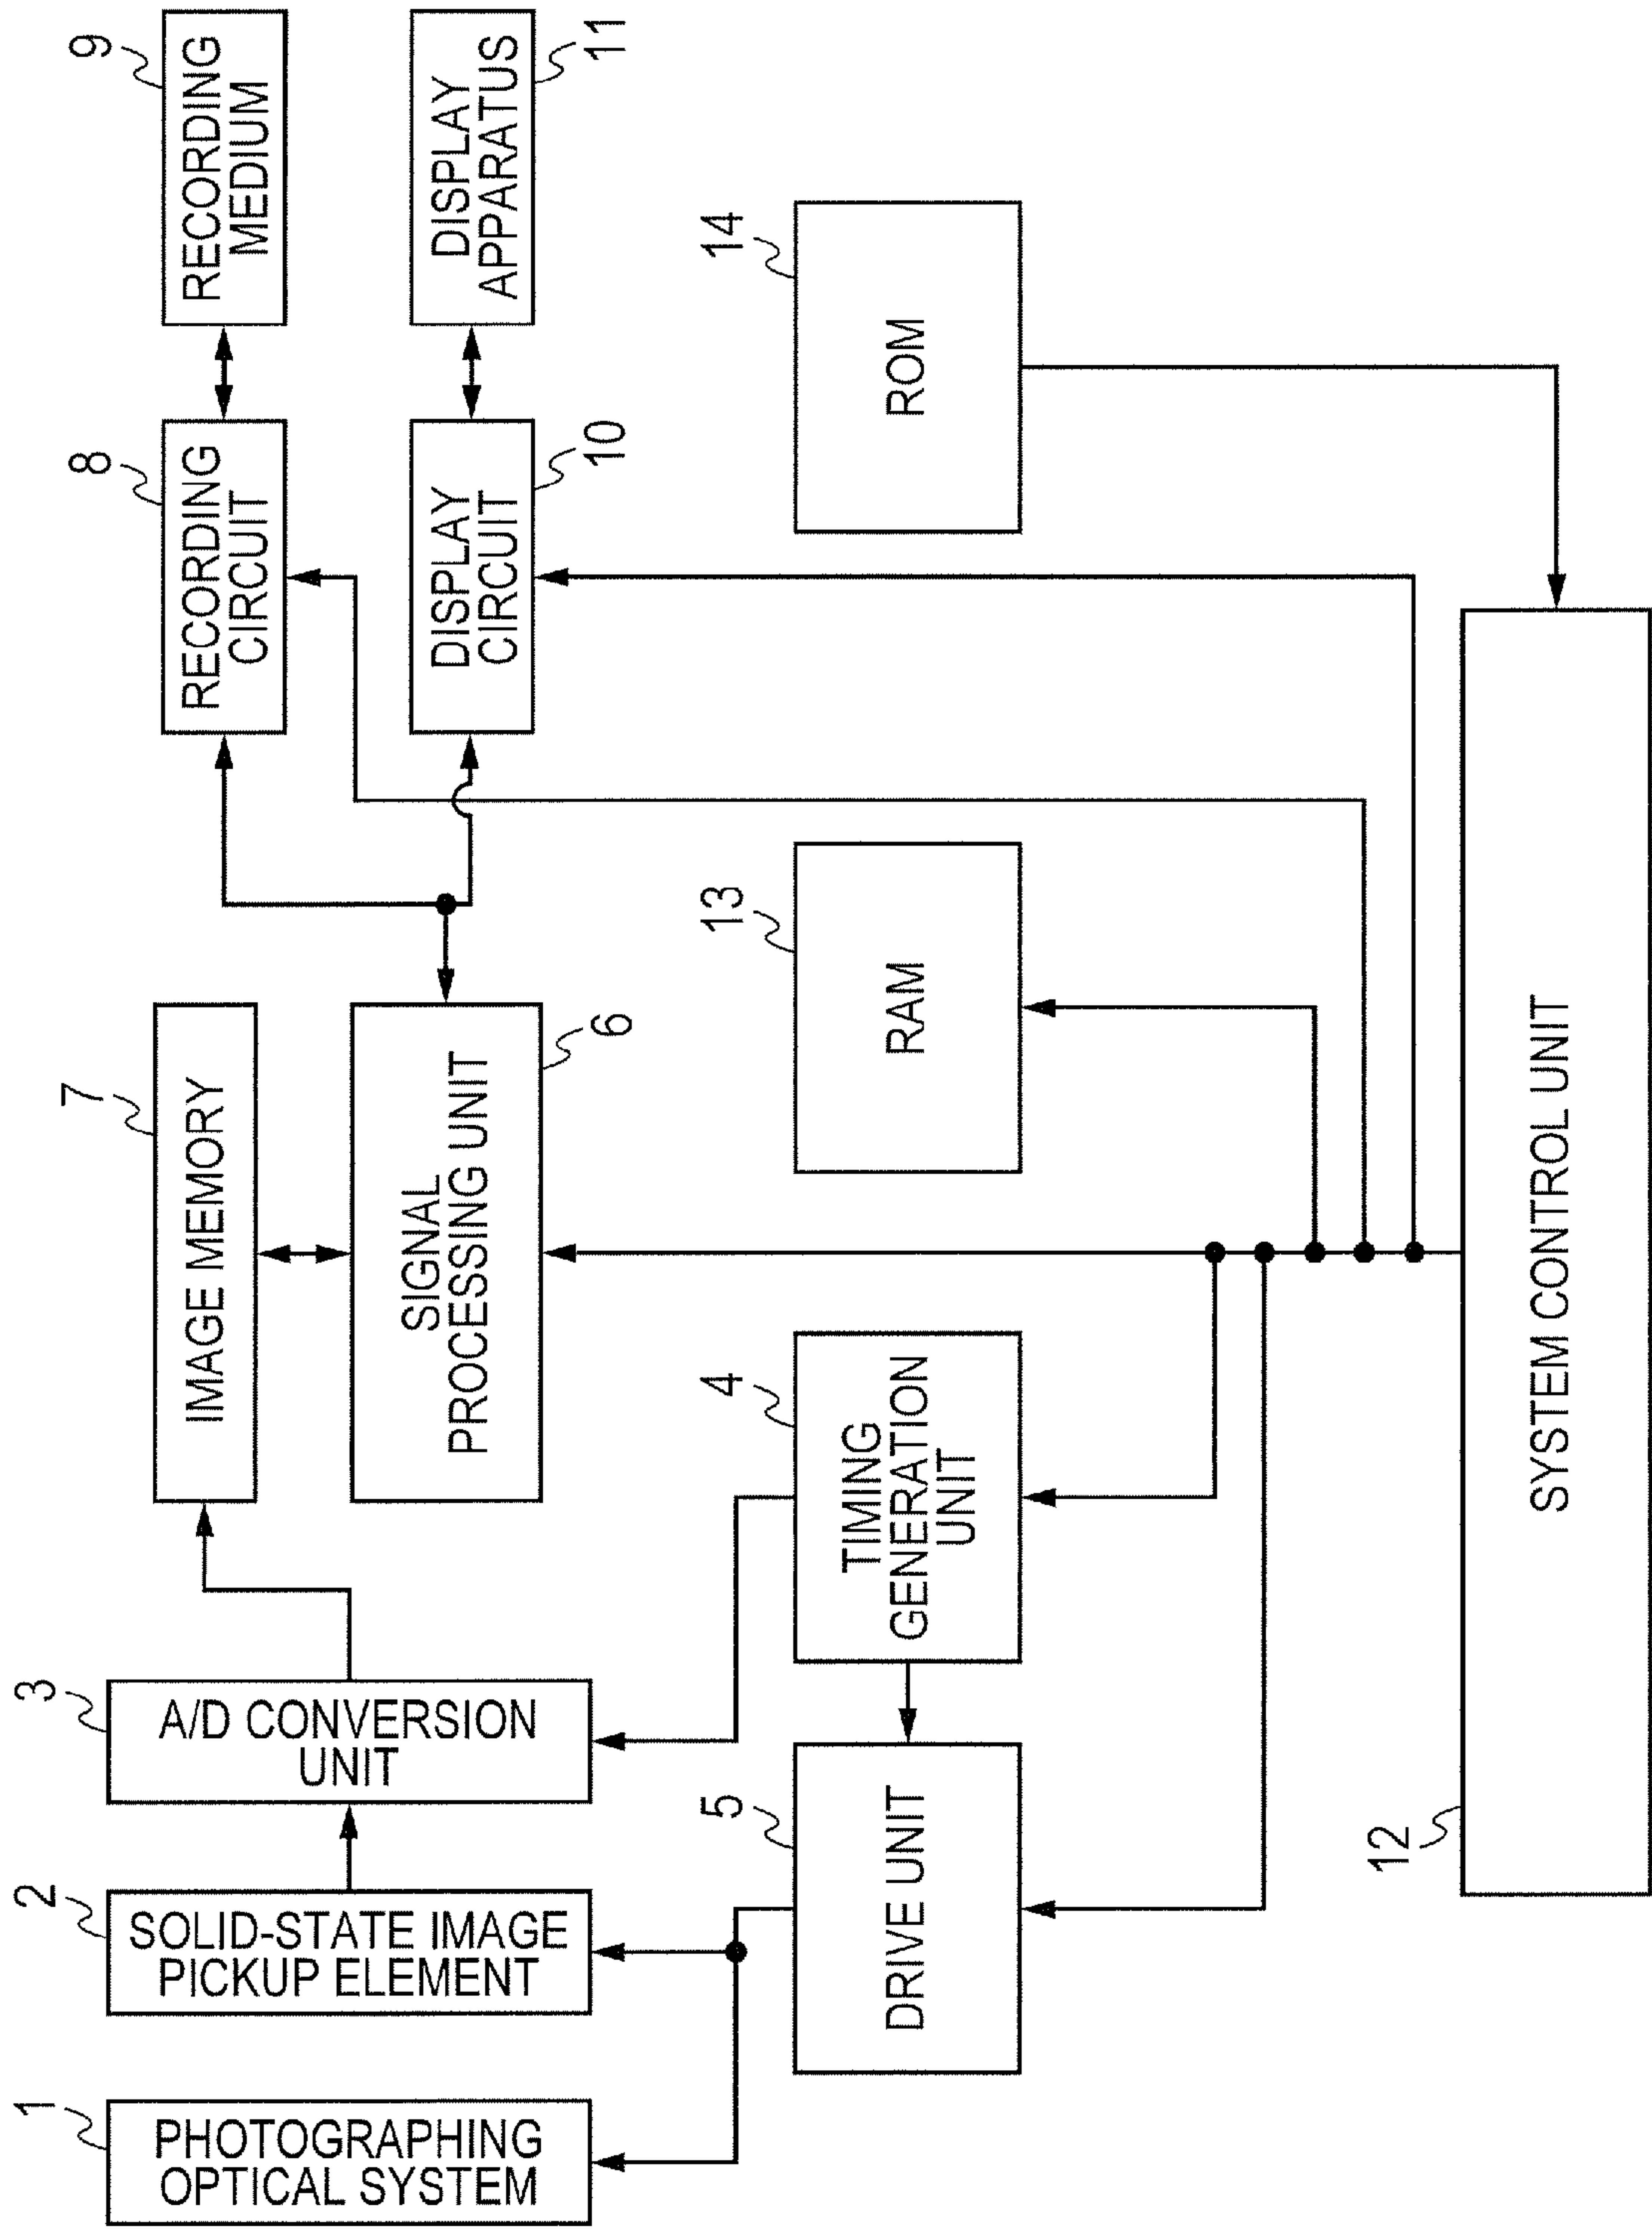 1
PHOTOGRAPHING
OPTICAL SYSTEM
2
SOLID-STATE IMAGE
PICKUP ELEMENT
3
A/D CONVERSION
UNIT
7
IMAGE MEMORY
SIGNAL
PROCESSING UNIT
6
8
RECORDING
CIRCUIT
9
RECORDING
MEDIUM
DISPLAY
CIRCUIT
10
DISPLAY
APPARATUS
11
5
DRIVE UNIT
4
TIMING
GENERATION
UNIT
13
RAM
14
ROM
12
SYSTEM CONTROL UNIT